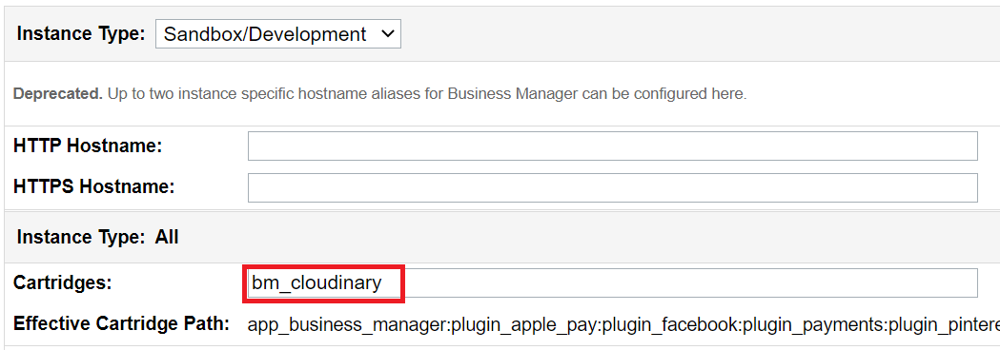 Instance Type: Sandbox/Development
Deprecated. Up to two instance specific hostname aliases for Business Manager can be configured here.
HTTP Hostname:
HTTPS Hostname:
Instance Type: All
Cartridges: bm_cloudinary
Effective Cartridge Path: app_business_manager:plugin_apple_pay:plugin_facebook:plugin_payments:plugin_pintere